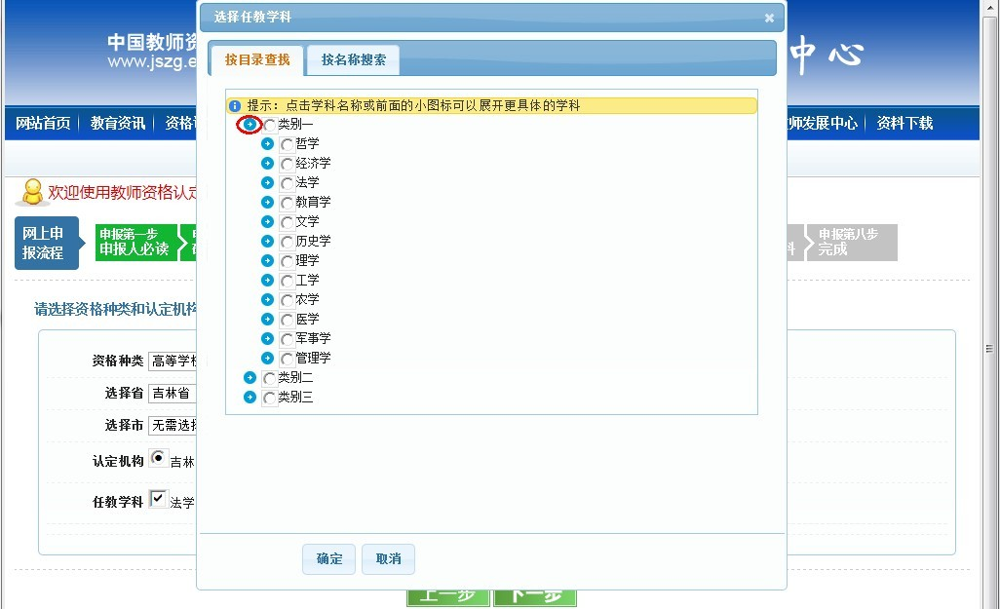 选择任教学科
中国教师资
www.jszg.e
中心
按目录查找 按名称搜索
提示：点击学科名称或前面的小图标可以展开更具体的学科
网站首页 教育资讯 资格
师发展中心 资料下载
类别一
哲学
经济学
法学
教育学
文学
历史学
理学
工学
农学
医学
军事学
管理学
类别二
类别三
欢迎使用教师资格认定
网上申
报流程
申报第一步
申报人必读
申报第八步
完成
请选择资格种类和认定机构
资格种类 高等学校
选择省 吉林省
选择市 无需选择
认定机构 吉林
任教学科 法学
确定 取消
上一步 下一步